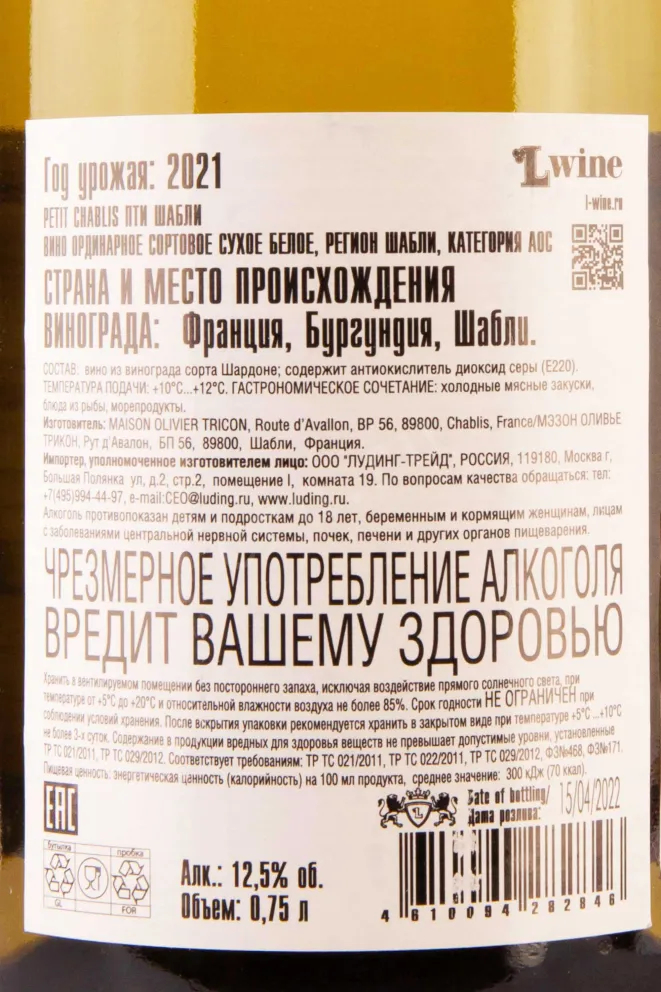 Год урожая: 2021
Lwine
l-wine.ru
PETIT CHABLIS ПТИ ШАБЛИ
ВИНО ОРДИНАРНОЕ СОРТОВОЕ СУХОЕ БЕЛОЕ, РЕГИОН ШАБЛИ, КАТЕГОРИЯ АОС
СТРАНА И МЕСТО ПРОИСХОЖДЕНИЯ
ВИНОГРАДА: Франция, Бургундия, Шабли.
СОСТАВ: вино из винограда сорта Шардоне; содержит антиокислитель диоксид серы (Е220).
ТЕМПЕРАТУРА ПОДАЧИ: +10°С...+12°С. ГАСТРОНОМИЧЕСКОЕ СОЧЕТАНИЕ: холодные мясные закуски,
блюда из рыбы, морепродукты.
Изготовитель: MAISON OLIVIER TRICON, Route d'Avallon, BP 56, 89800, Chablis, France/МЭЗОН ОЛИВЬЕ
ТРИКОН. Рут д'Авалон, БП 56, 89800, Шабли, Франция.
Импортер, уполномоченное изготовителем лицо: ООО "ЛУДИНГ-ТРЕЙД", РОССИЯ, 119180, Москва г,
Большая Полянка ул, д.2, стр.2, помещение I, комната 19. По вопросам качества обращаться: тел:
+7(495)994-44-97, e-mail:CEO@luding.ru, www.luding.ru.
Алкоголь противопоказан детям и подросткам до 18 лет, беременным и кормящим женщинам, лицам
с заболеваниями центральной нервной системы, почек, печени и других органов пищеварения.
ЧРЕЗМЕРНОЕ УПОТРЕБЛЕНИЕ АЛКОГОЛЯ
ВРЕДИТ ВАШЕМУ ЗДОРОВЬЮ
Хранить в вентилируемом помещении без постороннего запаха, исключая воздействие прямого солнечного света, при
температуре от +5°С до +20°С и относительной влажности воздуха не более 85%. Срок годности НЕ ОГРАНИЧЕН при
соблюдении условий хранения. После вскрытия упаковки рекомендуется хранить в закрытом виде при температуре +5°С ...+10°С
не более 3-х суток. Содержание в продукции вредных для здоровья веществ не превышает допустимые уровни, установленные
ТР ТС 021/2011, ТР ТС 029/2012. Соответствует требованиям: ТР ТС 021/2011, ТР ТС 022/2011, ТР ТС 029/2012, ФЗ№468, ФЗ№171.
Пищевая ценность: энергетическая ценность (калорийность) на 100 мл продукта, среднее значение: 300 кДж (70 ккал).
EAC
Date of bottling/
Дата розлива:
15/04/2022
бутылка
пробка
GL
FOR
Алк.: 12,5% об.
Объем: 0,75 л
4 610094 282846